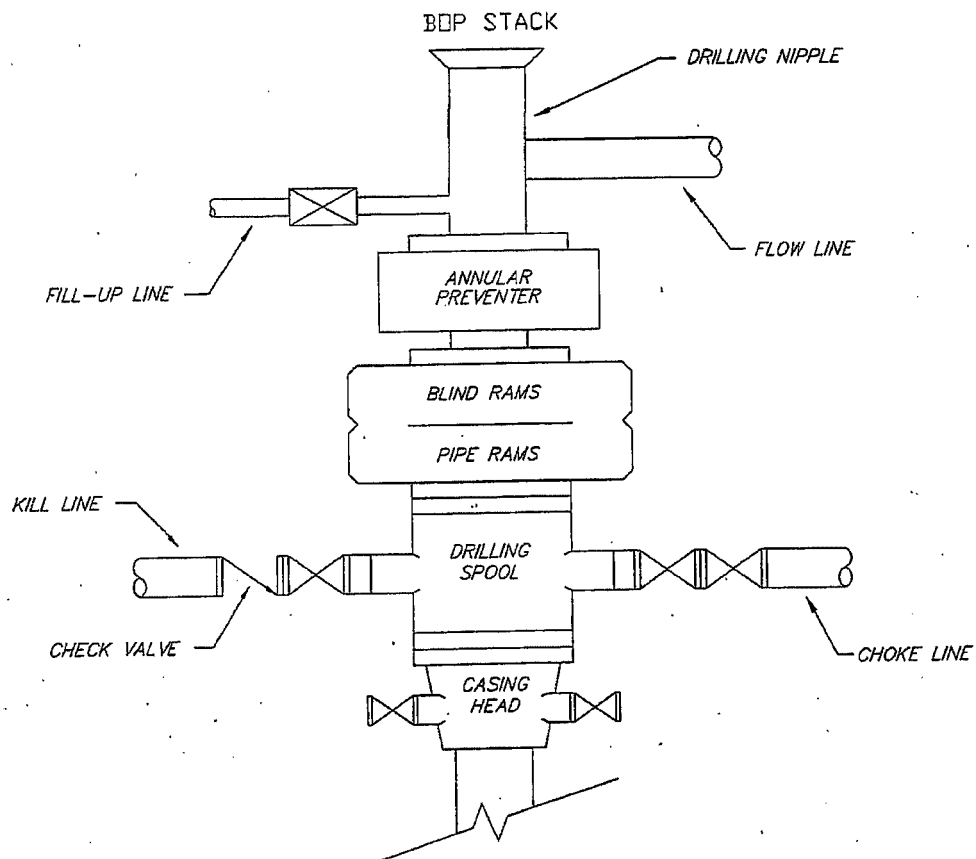 BOP STACK
DRILLING NIPPLE
FLOW LINE
FILL-UP LINE
ANNULAR
PREVENTER
BLIND RAMS
PIPE RAMS
KILL LINE
DRILLING
SPOOL
CHECK VALVE
CHOKE LINE
CASING
HEAD